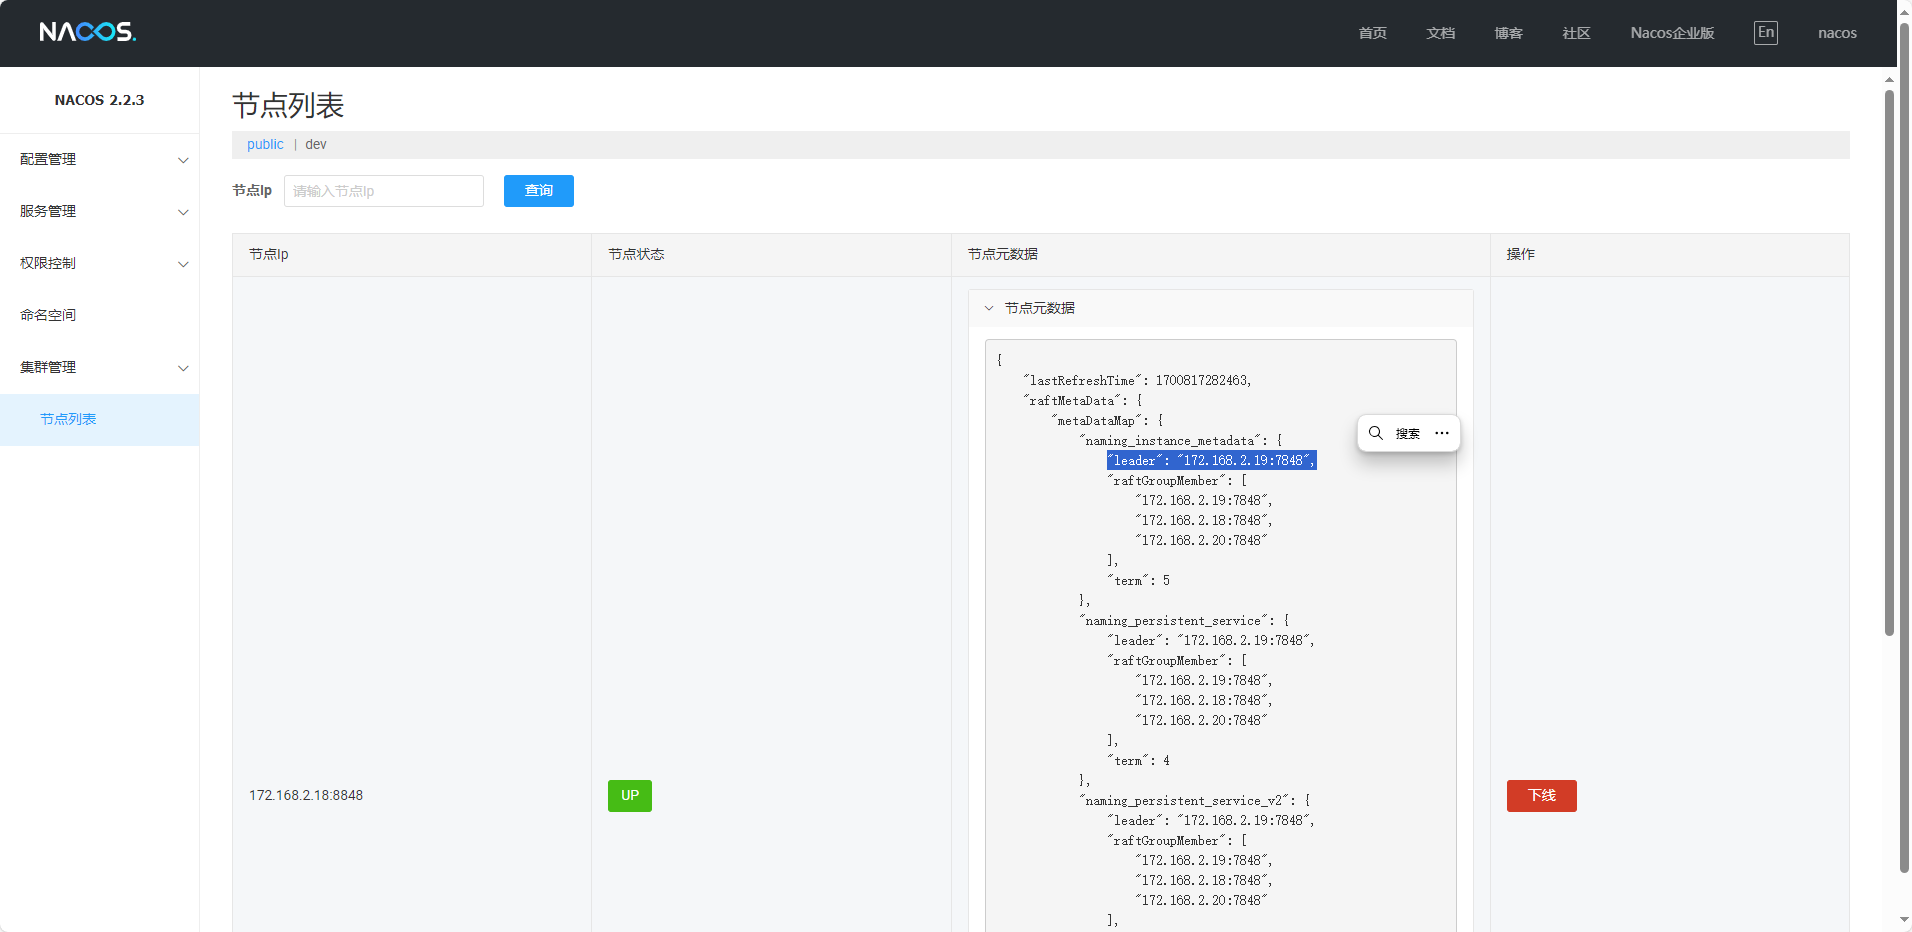 NACOS.
首页 文档 博客 社区 Nacos企业版 En nacos
NACOS 2.2.3
配置管理
服务管理
权限控制
命名空间
集群管理
节点列表
节点列表
public | dev
节点Ip 请输入节点Ip 查询
节点Ip 节点状态 节点元数据 操作
172.168.2.18:8848 UP
节点元数据
{
"lastRefreshTime": 1700817282463,
"raftMetaData": {
"metaDataMap": {
"naming_instance_metadata": {
"leader": "172.168.2.19:7848",
"raftGroupMember": [
"172.168.2.19:7848",
"172.168.2.18:7848",
"172.168.2.20:7848"
],
"term": 5
},
"naming_persistent_service": {
"leader": "172.168.2.19:7848",
"raftGroupMember": [
"172.168.2.19:7848",
"172.168.2.18:7848",
"172.168.2.20:7848"
],
"term": 4
},
"naming_persistent_service_v2": {
"leader": "172.168.2.19:7848",
"raftGroupMember": [
"172.168.2.19:7848",
"172.168.2.18:7848",
"172.168.2.20:7848"
],
搜索 ···
下线